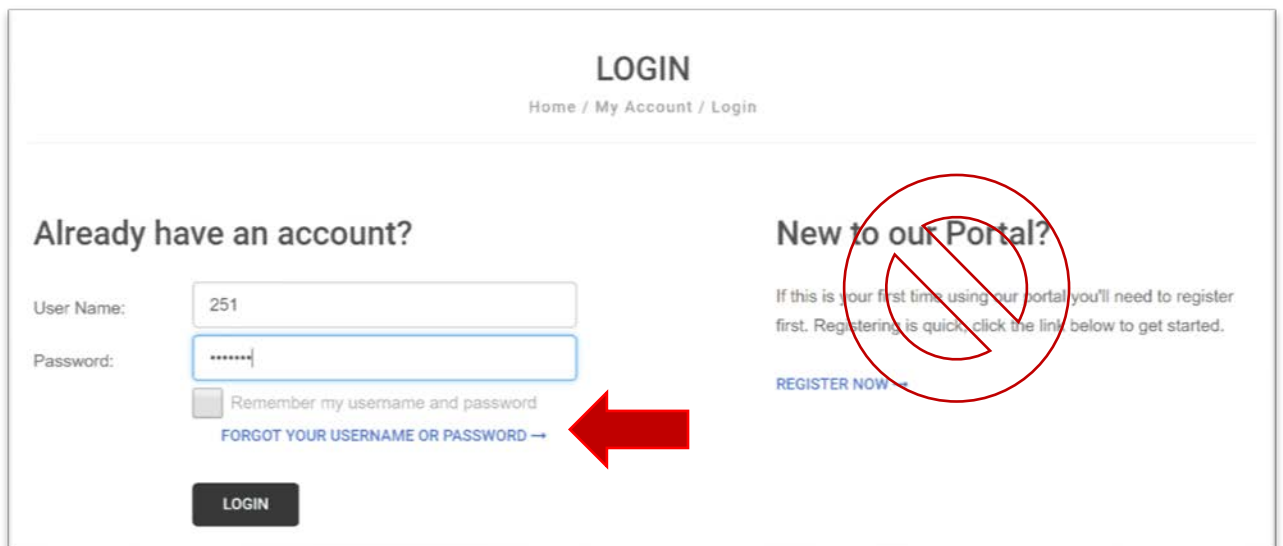 LOGIN
Home / My Account / Login
Already have an account?
User Name:
251
Password:
•••••••
Remember my username and password
FORGOT YOUR USERNAME OR PASSWORD →
LOGIN
New to our Portal?
If this is your first time using our portal you'll need to register
first. Registering is quick, click the link below to get started.
REGISTER NOW →